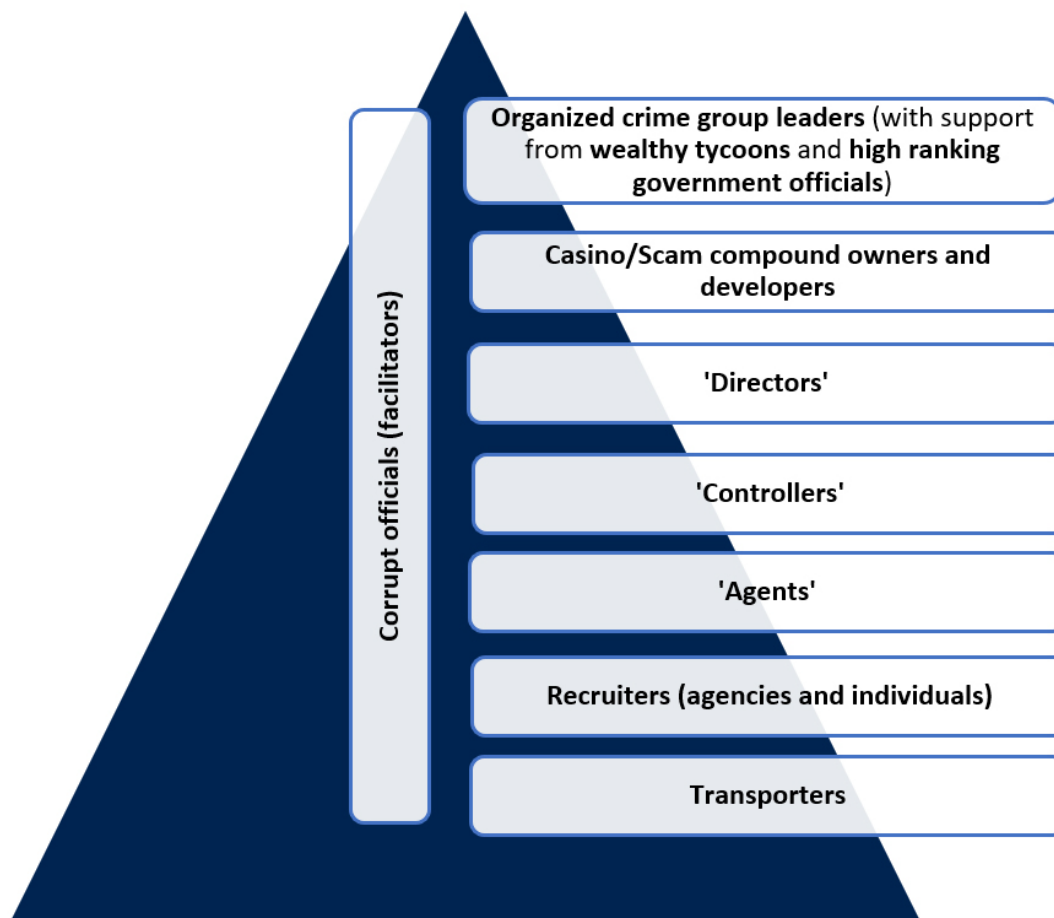 Organized crime group leaders (with support
from wealthy tycoons and high ranking
government officials)
Casino/Scam compound owners and
developers
'Directors'
'Controllers'
'Agents'
Recruiters (agencies and individuals)
Transporters
Corrupt officials (facilitators)